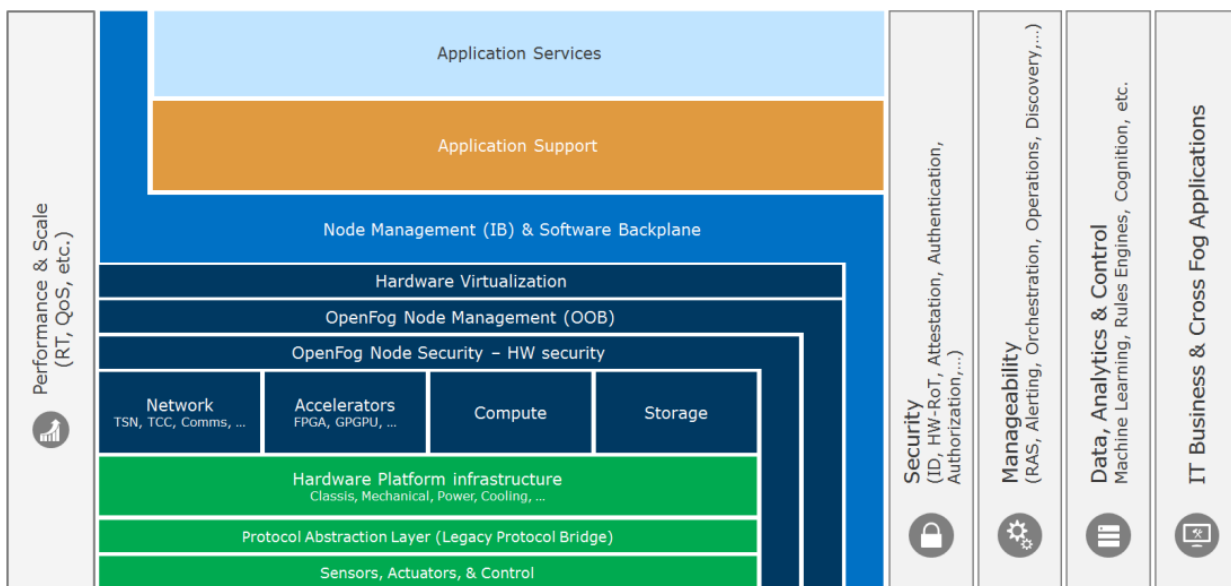 Performance & Scale
(RT, QoS, etc.)
Application Services
Application Support
Node Management (IB) & Software Backplane
Hardware Virtualization
OpenFog Node Management (OOB)
OpenFog Node Security – HW security
Network
TSN, TCC, Comms, ...
Accelerators
FPGA, GPGPU, ...
Compute
Storage
Hardware Platform infrastructure
Classis, Mechanical, Power, Cooling, ...
Protocol Abstraction Layer (Legacy Protocol Bridge)
Sensors, Actuators, & Control
Security
(ID, HW-RoT, Attestation, Authentication,
Authorization,...)
Manageability
(RAS, Alerting, Orchestration, Operations, Discovery,...)
Data, Analytics & Control
Machine Learning, Rules Engines, Cognition, etc.
IT Business & Cross Fog Applications